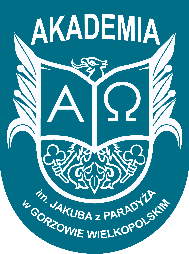 AKADEMIA
A Ω
im. JAKUBA z PARADYŻA
w GORZOWIE WIELKOPOLSKIM